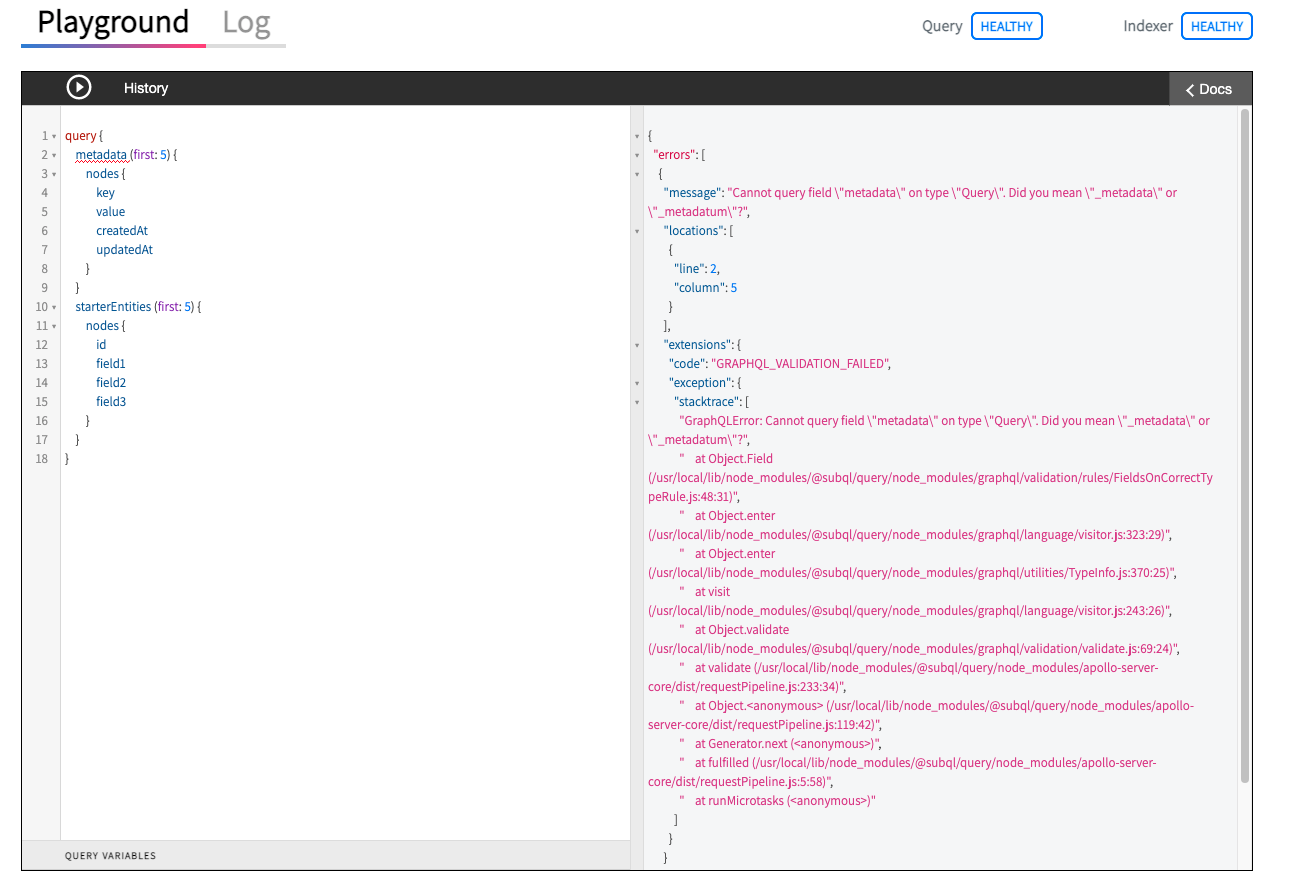 Playground Log Query HEALTHY Indexer HEALTHY
History Docs
1 query {
2 metadata (first: 5) {
3 nodes {
4 key
5 value
6 createdAt
7 updatedAt
8 }
9 }
10 starterEntities (first: 5) {
11 nodes {
12 id
13 field1
14 field2
15 field3
16 }
17 }
18 }
QUERY VARIABLES
{
"errors": [
{
"message": "Cannot query field \"metadata\" on type \"Query\". Did you mean \"_metadata\" or
\"_metadatum\"?",
"locations": [
{
"line": 2,
"column": 5
}
],
"extensions": {
"code": "GRAPHQL_VALIDATION_FAILED",
"exception": {
"stacktrace": [
"GraphQLError: Cannot query field \"metadata\" on type \"Query\". Did you mean \"_metadata\" or
\"_metadatum\"?",
" at Object.Field
(/usr/local/lib/node_modules/@subql/query/node_modules/graphql/validation/rules/FieldsOnCorrectTy
peRule.js:48:31)",
" at Object.enter
(/usr/local/lib/node_modules/@subql/query/node_modules/graphql/language/visitor.js:323:29)",
" at Object.enter
(/usr/local/lib/node_modules/@subql/query/node_modules/graphql/utilities/TypeInfo.js:370:25)",
" at visit
(/usr/local/lib/node_modules/@subql/query/node_modules/graphql/language/visitor.js:243:26)",
" at Object.validate
(/usr/local/lib/node_modules/@subql/query/node_modules/graphql/validation/validate.js:69:24)",
" at validate (/usr/local/lib/node_modules/@subql/query/node_modules/apollo-server-
core/dist/requestPipeline.js:233:34)",
" at Object.<anonymous> (/usr/local/lib/node_modules/@subql/query/node_modules/apollo-
server-core/dist/requestPipeline.js:119:42)",
" at Generator.next (<anonymous>)",
" at fulfilled (/usr/local/lib/node_modules/@subql/query/node_modules/apollo-server-
core/dist/requestPipeline.js:5:58)",
" at runMicrotasks (<anonymous>)"
]
}
}